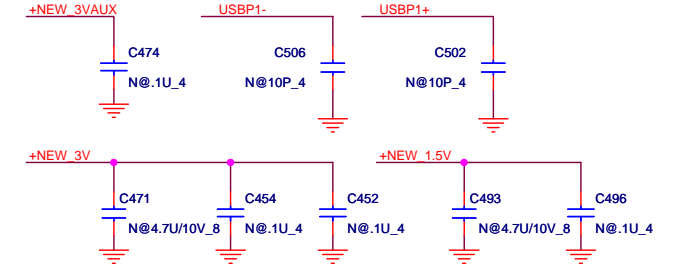 +NEW_3VAUX USBP1- USBP1+
C474 C506 C502
N@.1U_4 N@10P_4 N@10P_4
+NEW_3V +NEW_1.5V
C471 C454 C452 C493 C496
N@4.7U/10V_8 N@.1U_4 N@.1U_4 N@4.7U/10V_8 N@.1U_4